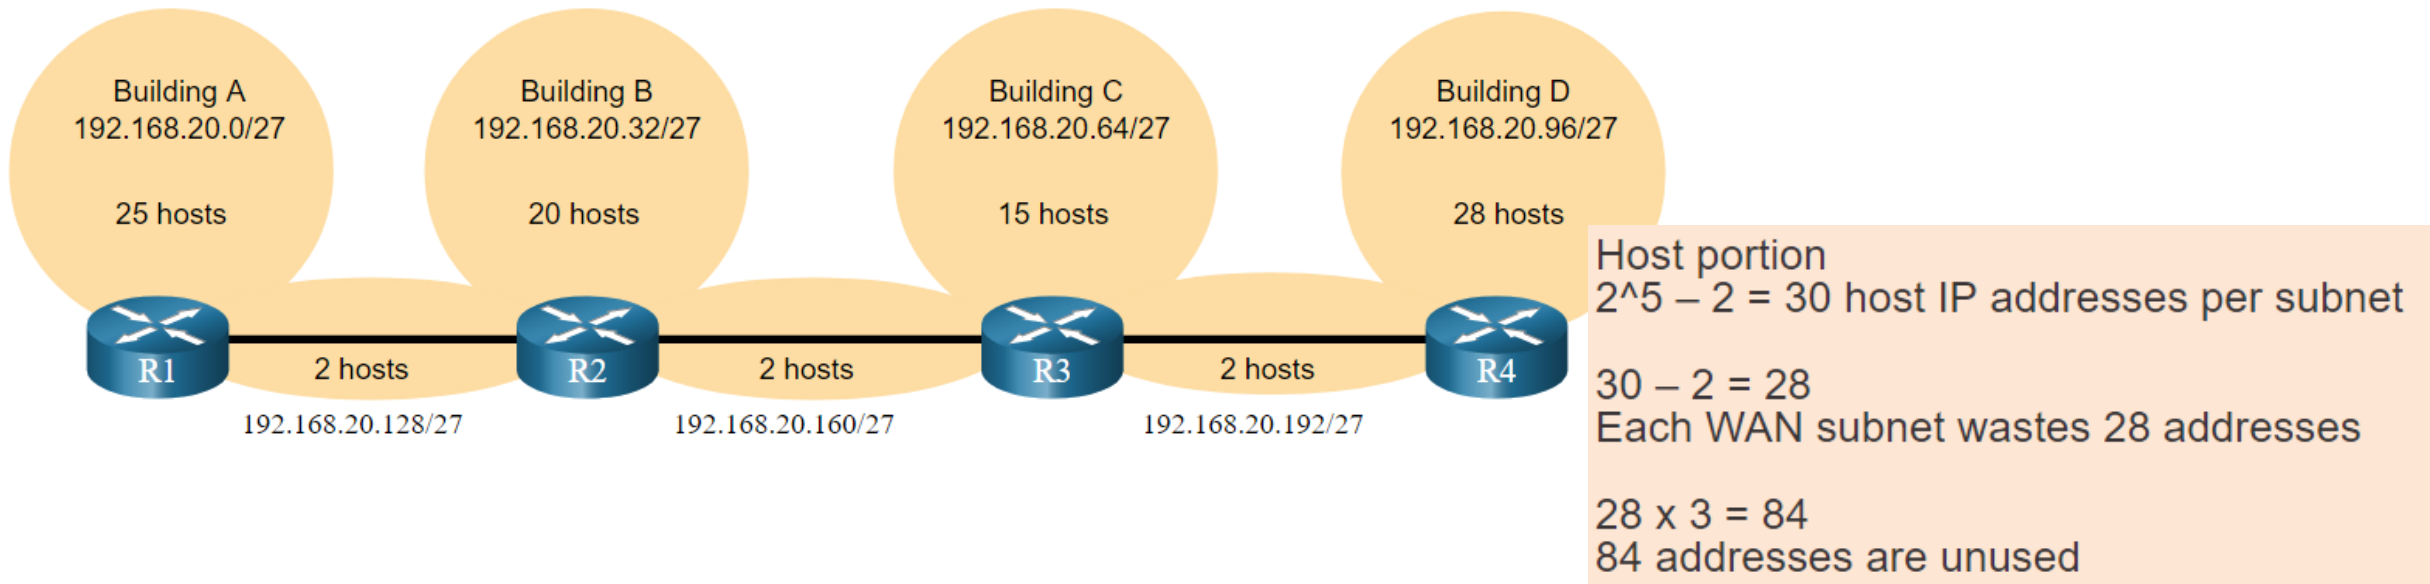 Building A
192.168.20.0/27
25 hosts
Building B
192.168.20.32/27
20 hosts
Building C
192.168.20.64/27
15 hosts
Building D
192.168.20.96/27
28 hosts
R1
2 hosts
R2
2 hosts
R3
2 hosts
R4
192.168.20.128/27
192.168.20.160/27
192.168.20.192/27
Host portion
2^5 – 2 = 30 host IP addresses per subnet
30 – 2 = 28
Each WAN subnet wastes 28 addresses
28 x 3 = 84
84 addresses are unused